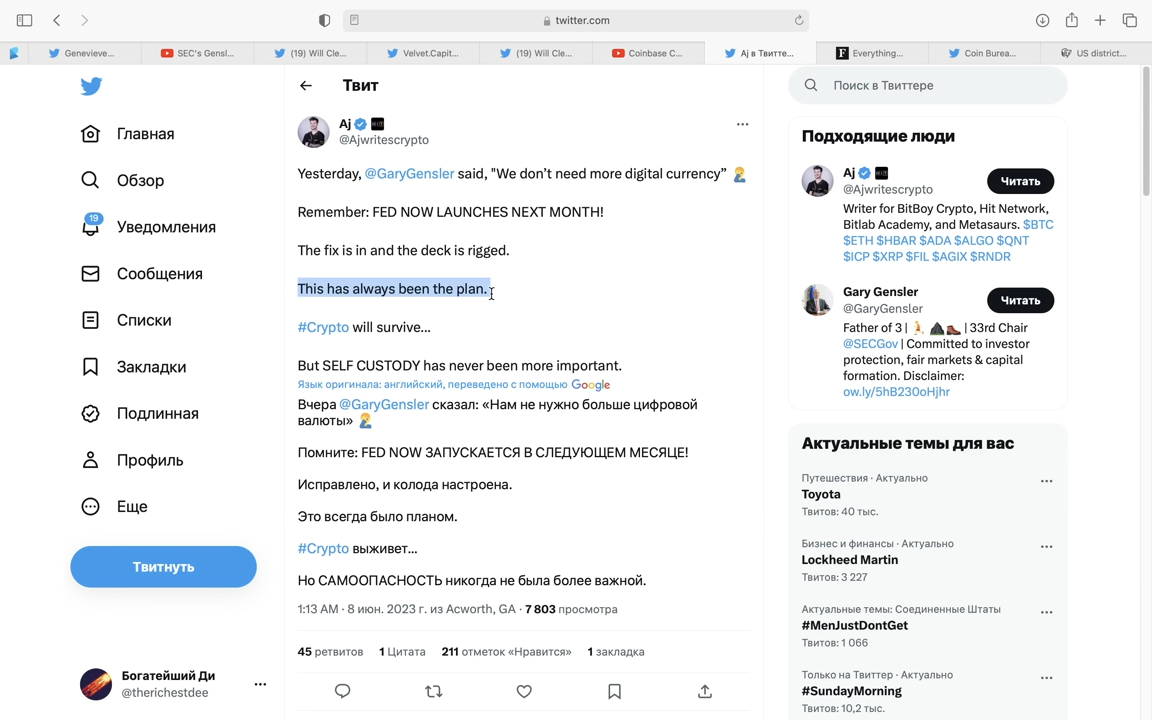 twitter.com
Genevieve...
SEC's Gensl...
(19) Will Cle...
Velvet.Capit...
(19) Will Cle...
Coinbase C...
Aj в Твитте...
Everything...
Coin Burea...
US district...
Главная
Обзор
19
Уведомления
Сообщения
Списки
Закладки
Подлинная
Профиль
Еще
Твитнуть
Богатейший Ди
@therichestdee
Твит
Aj
@Ajwritescrypto
Yesterday, @GaryGensler said, "We don't need more digital currency”
Remember: FED NOW LAUNCHES NEXT MONTH!
The fix is in and the deck is rigged.
This has always been the plan.
#Crypto will survive...
But SELF CUSTODY has never been more important.
Язык оригинала: английский, переведено с помощью Google
Вчера @GaryGensler сказал: «Нам не нужно больше цифровой
валюты»
Помните: FED NOW ЗАПУСКАЕТСЯ В СЛЕДУЮЩЕМ МЕСЯЦЕ!
Исправлено, и колода настроена.
Это всегда было планом.
#Crypto выживет...
Но САМООПАСНОСТЬ никогда не была более важной.
1:13 AM · 8 июн. 2023 г. из Acworth, GA · 7 803 просмотра
45 ретвитов 1 Цитата 211 отметок «Нравится» 1 закладка
Поиск в Твиттере
Подходящие люди
Aj
@Ajwritescrypto
Читать
Writer for BitBoy Crypto, Hit Network,
Bitlab Academy, and Metasaurs. $BTC
$ETH $HBAR $ADA $ALGO $QNT
$ICP $XRP $FIL $AGIX $RNDR
Gary Gensler
@GaryGensler
Читать
Father of 3 | | 33rd Chair
@SECGov | Committed to investor
protection, fair markets & capital
formation. Disclaimer:
ow.ly/5hB230oHjhr
Актуальные темы для вас
Путешествия · Актуально
Toyota
Твитов: 40 тыс.
Бизнес и финансы · Актуально
Lockheed Martin
Твитов: 3 227
Актуальные темы: Соединенные Штаты
#MenJustDontGet
Твитов: 1 066
Только на Твиттер · Актуально
#SundayMorning
Твитов: 10,2 тыс.